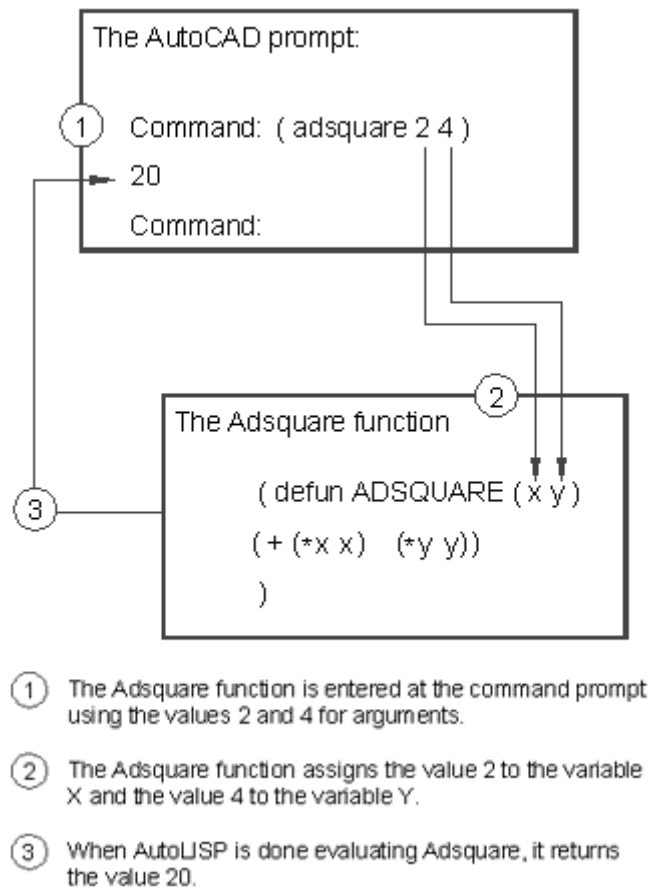 The AutoCAD prompt:
1 Command: ( adsquare 2 4 )
20
Command:
2
The Adsquare function
( defun ADSQUARE ( x y )
3
( + (*x x) (*y y))
)
1 The Adsquare function is entered at the command prompt
using the values 2 and 4 for arguments.
2 The Adsquare function assigns the value 2 to the variable
X and the value 4 to the variable Y.
3 When AutoLISP is done evaluating Adsquare, it returns
the value 20.